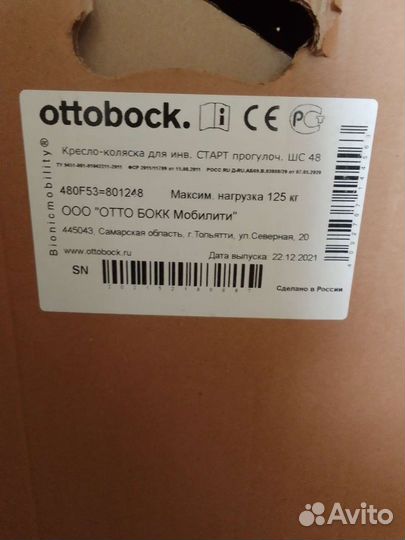 ottobock.
Кресло-коляска для инв. СТАРТ прогулоч. ШС 48
480F53=801248 Максим. нагрузка 125 кг
ООО "ОТТО БОКК Мобилити"
445043, Самарская область, г.Тольятти, ул.Северная, 20
www.ottobock.ru Дата выпуска 22.12.2021
SN
Сделано в России
Bionicmobility®
Avito